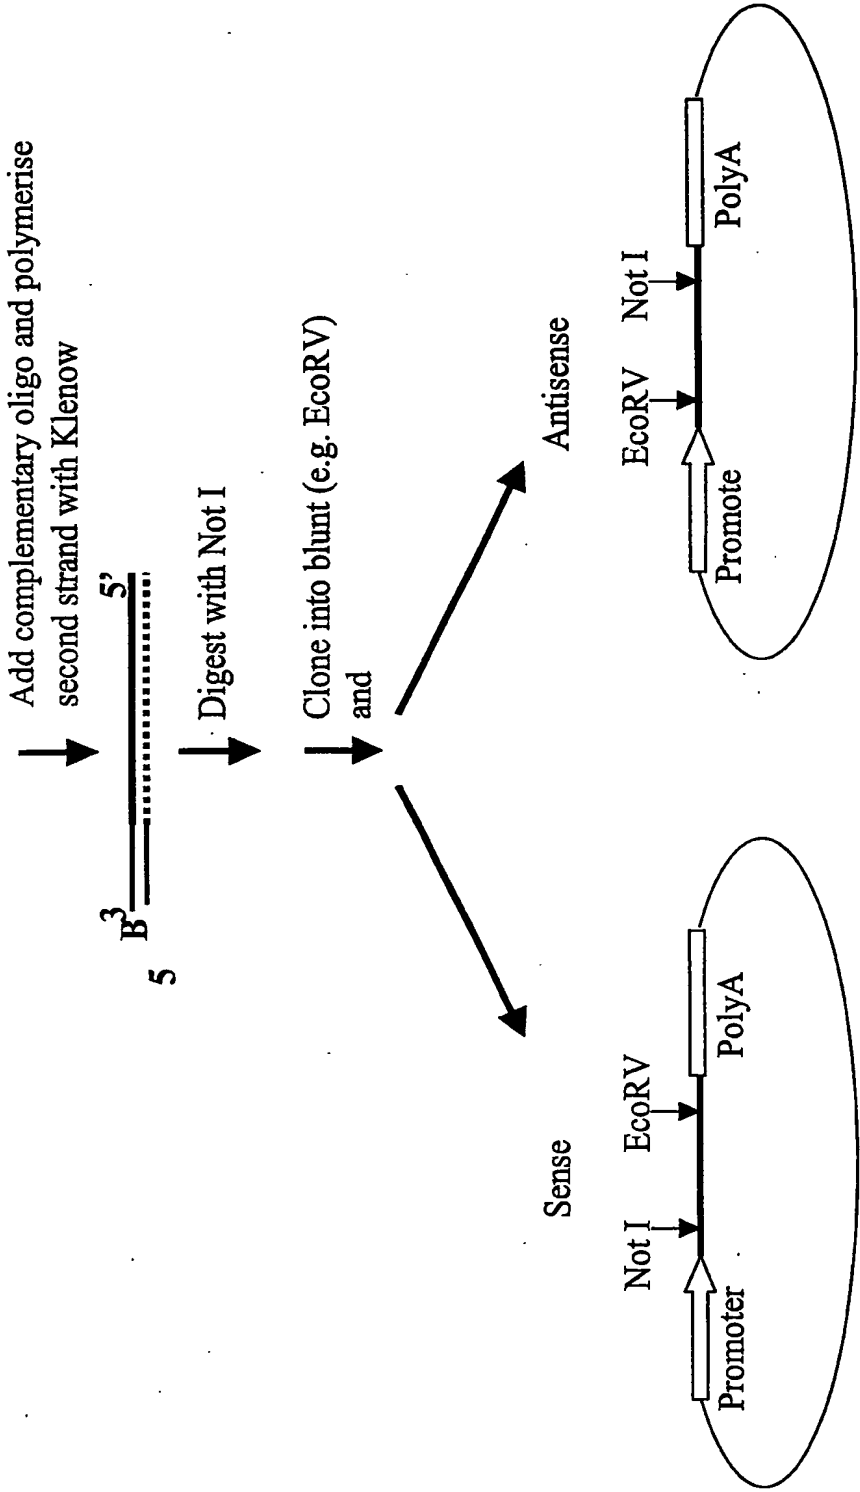 Add complementary oligo and polymerise
second strand with Klenow
3
B
5'
5
Digest with Not I
Clone into blunt (e.g. EcoRV)
and
Sense
Antisense
Not I
EcoRV
Promoter
PolyA
EcoRV
Not I
Promote
PolyA